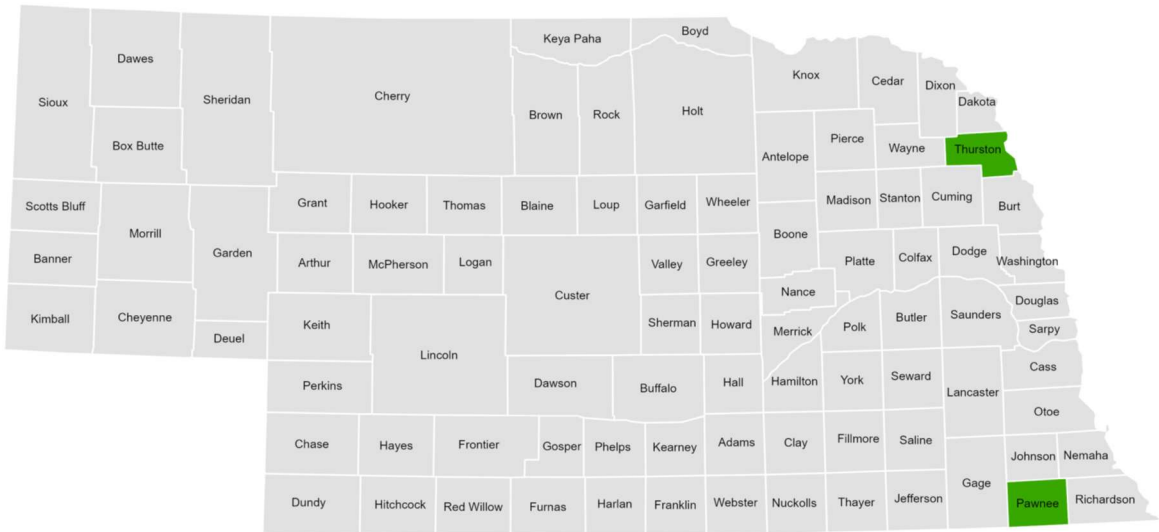 Keya Paha
Boyd
Dawes
Knox
Cedar
Dixon
Sioux
Sheridan
Cherry
Dakota
Brown
Rock
Holt
Box Butte
Pierce
Wayne
Thurston
Antelope
Scotts Bluff
Grant
Hooker
Thomas
Blaine
Loup
Garfield
Wheeler
Madison
Stanton
Cuming
Burt
Morrill
Boone
Banner
Garden
Arthur
McPherson
Logan
Valley
Greeley
Platte
Colfax
Dodge
Washington
Custer
Nance
Kimball
Cheyenne
Keith
Sherman
Howard
Merrick
Polk
Butler
Saunders
Douglas
Sarpy
Deuel
Lincoln
Perkins
Dawson
Buffalo
Hall
Hamilton
York
Seward
Lancaster
Cass
Otoe
Chase
Hayes
Frontier
Gosper
Phelps
Kearney
Adams
Clay
Fillmore
Saline
Johnson
Nemaha
Gage
Dundy
Hitchcock
Red Willow
Furnas
Harlan
Franklin
Webster
Nuckolls
Thayer
Jefferson
Pawnee
Richardson